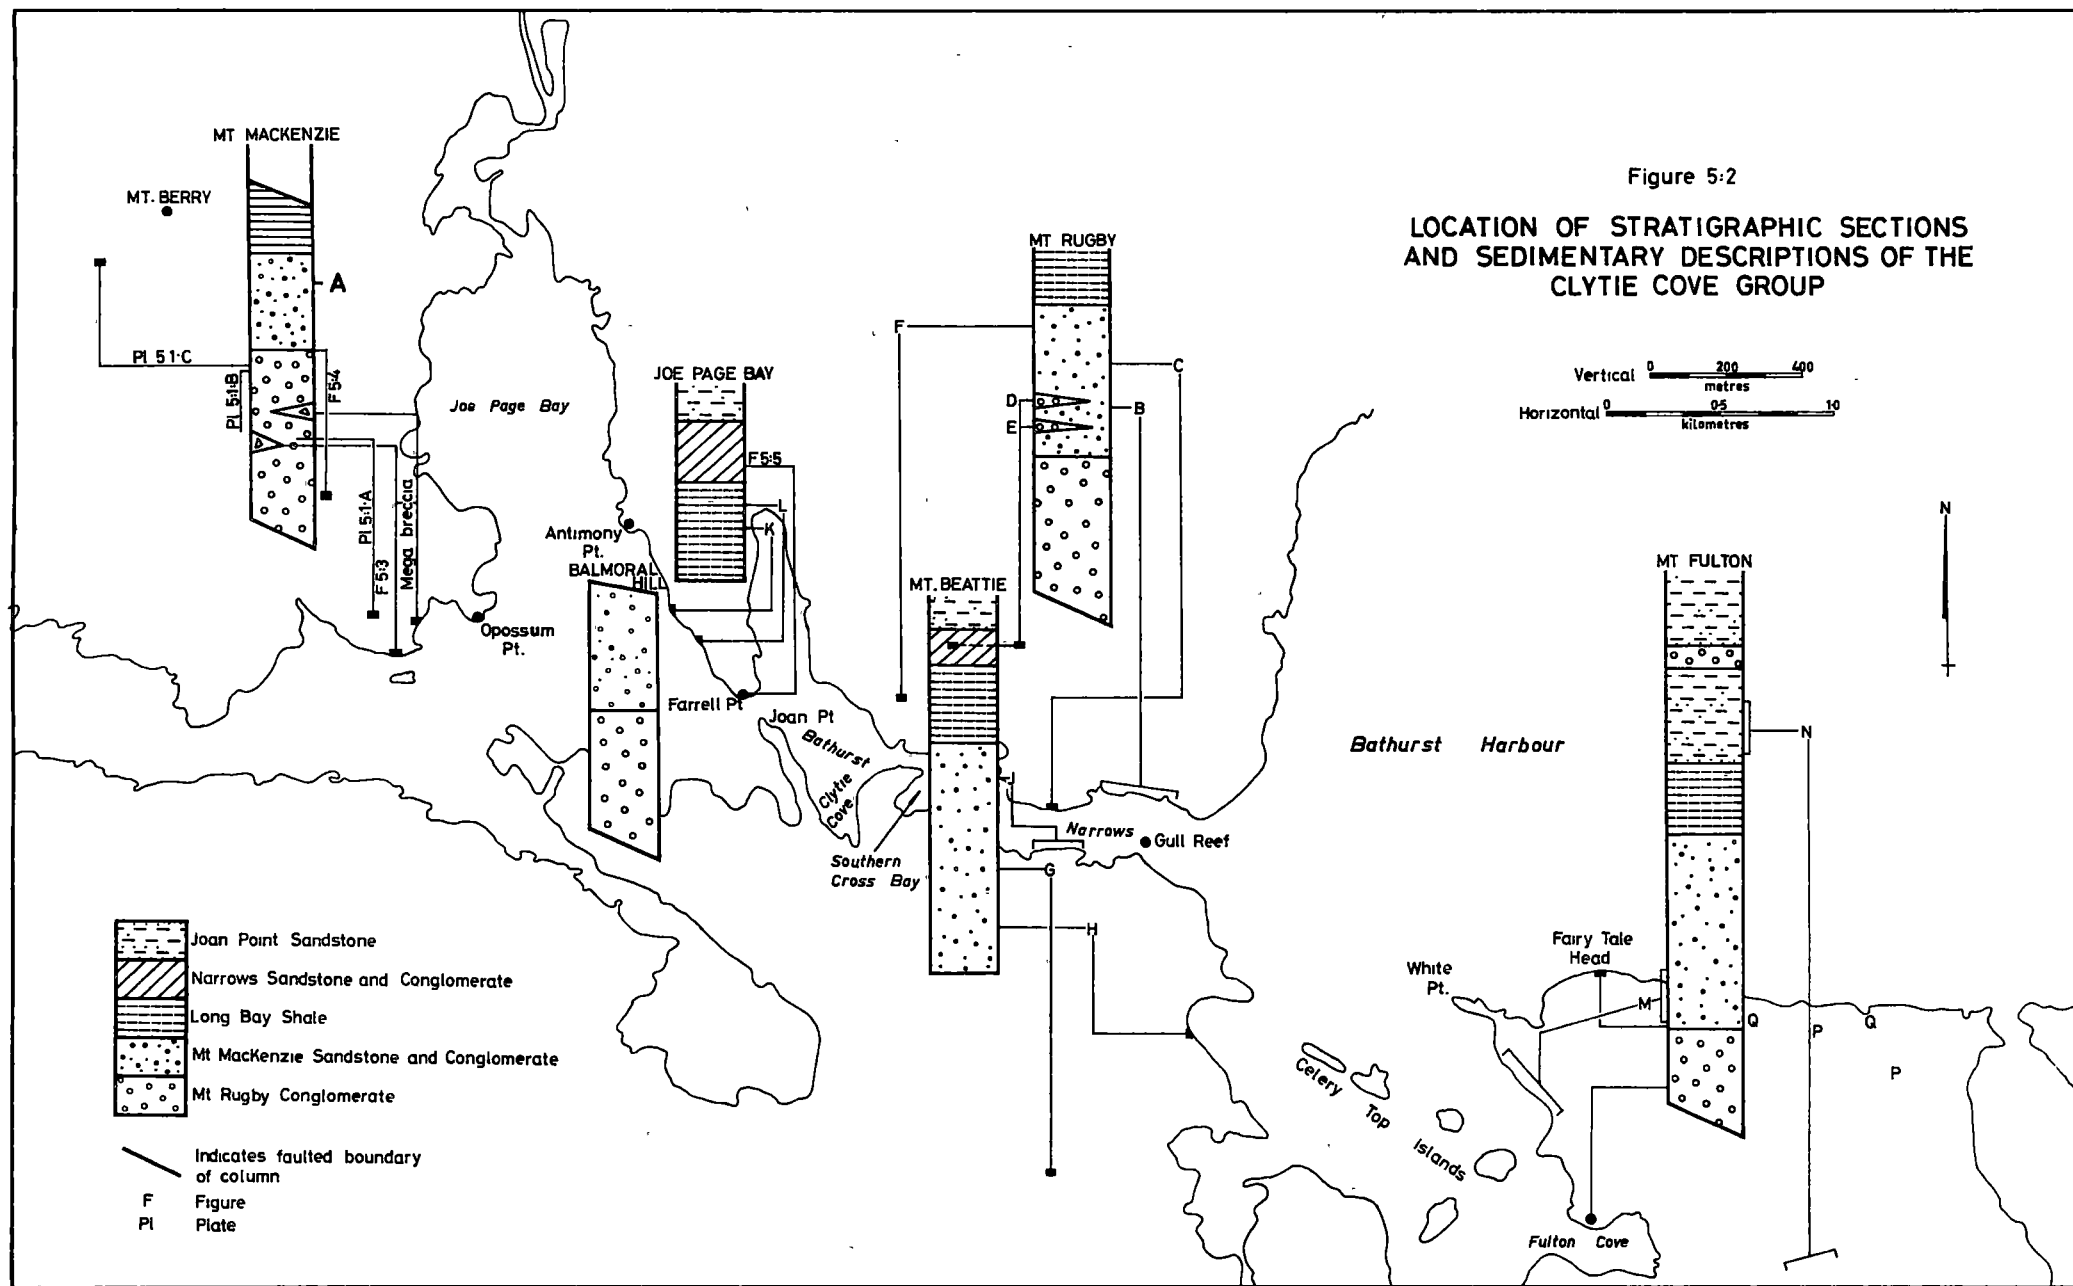 Figure 5:2
LOCATION OF STRATIGRAPHIC SECTIONS
AND SEDIMENTARY DESCRIPTIONS OF THE
CLYTIE COVE GROUP
Vertical 0 200 400
metres
Horizontal 0 0·5 1·0
kilometres
N
MT MACKENZIE
MT. BERRY
A
Pl 5·1·C
Pl 5·1·B
F 5·4
Pl 5·1·A
F 5·3
Mega breccia
Joe Page Bay
Opossum
Pt.
Antimony
Pt.
BALMORAL
HILL
JOE PAGE BAY
F 5:5
L
K
Farrell Pt
Joan Pt
Bathurst
Clytie
Cove
Southern
Cross Bay
MT. BEATTIE
J
G
H
Narrows
Gull Reef
MT RUGBY
F
C
D
B
E
Bathurst Harbour
MT FULTON
N
Fairy Tale
Head
White
Pt.
M
Q
P
Q
P
Celery
Top
Islands
Fulton Cove
Joan Point Sandstone
Narrows Sandstone and Conglomerate
Long Bay Shale
Mt MacKenzie Sandstone and Conglomerate
Mt Rugby Conglomerate
Indicates faulted boundary
of column
F Figure
Pl Plate